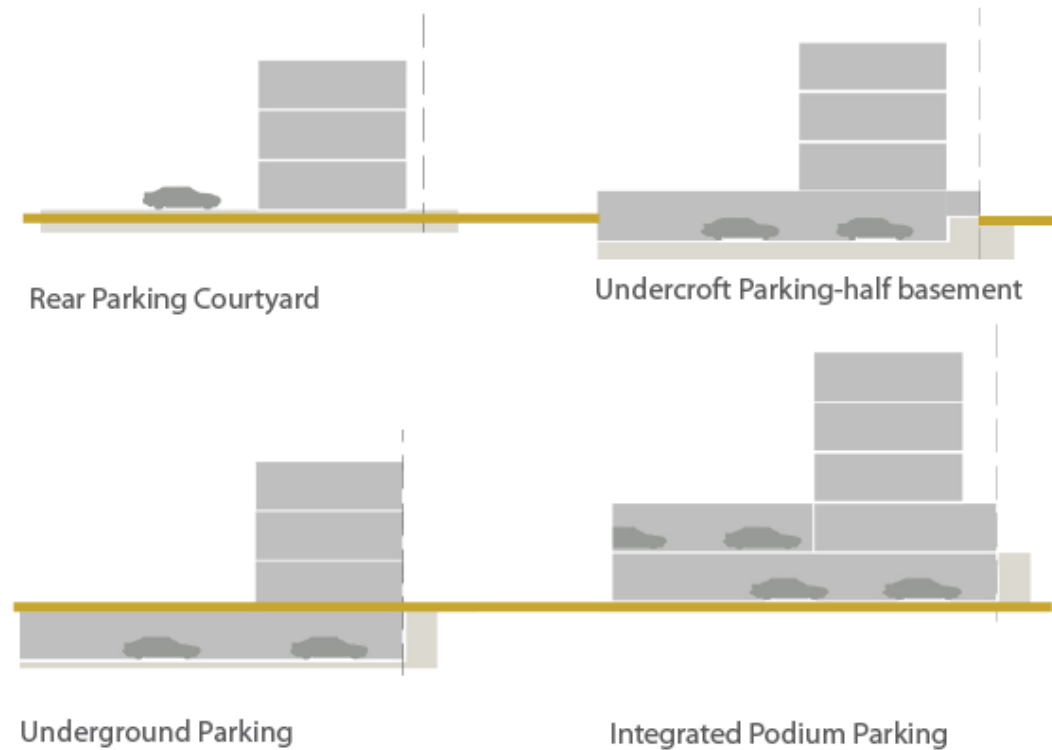 Rear Parking Courtyard
Undercroft Parking-half basement
Underground Parking
Integrated Podium Parking